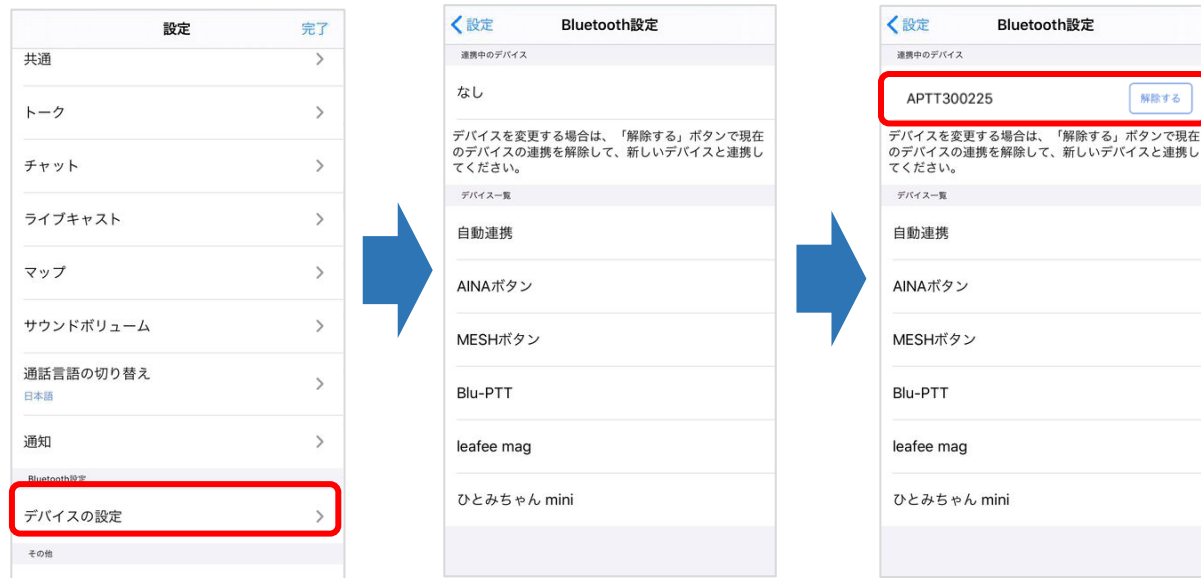 設定
完了
共通
トーク
チャット
ライブキャスト
マップ
サウンドボリューム
通話言語の切り替え
日本語
通知
Bluetooth設定
デバイスの設定
その他
設定
Bluetooth設定
連携中のデバイス
なし
デバイスを変更する場合は、「解除する」ボタンで現在
のデバイスの連携を解除して、新しいデバイスと連携し
てください。
デバイス一覧
自動連携
AINAボタン
MESHボタン
Blu-PTT
leafee mag
ひとみちゃん mini
設定
Bluetooth設定
連携中のデバイス
APTT300225
解除する
デバイスを変更する場合は、「解除する」ボタンで現在
のデバイスの連携を解除して、新しいデバイスと連携し
てください。
デバイス一覧
自動連携
AINAボタン
MESHボタン
Blu-PTT
leafee mag
ひとみちゃん mini